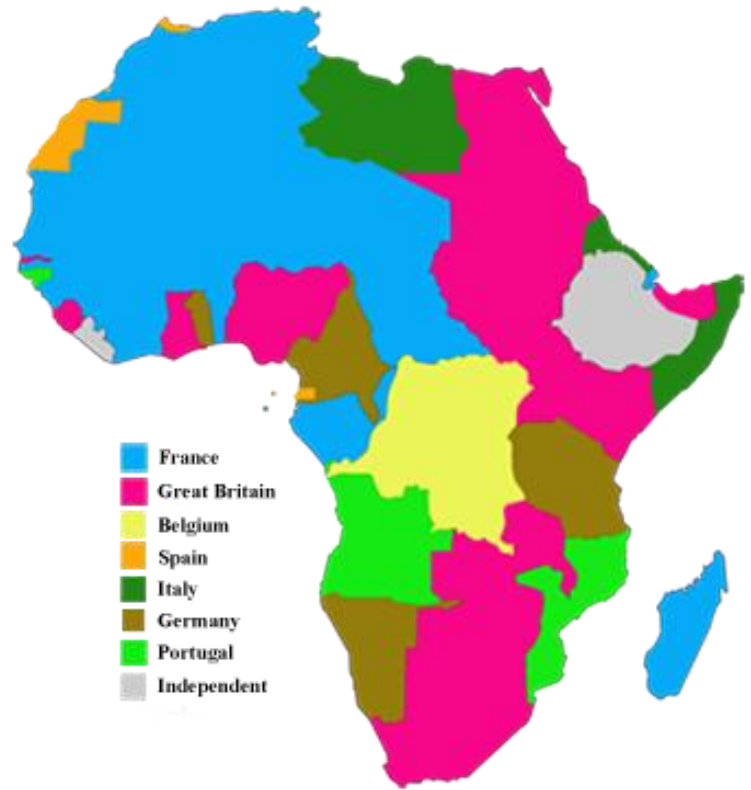 France
Great Britain
Belgium
Spain
Italy
Germany
Portugal
Independent